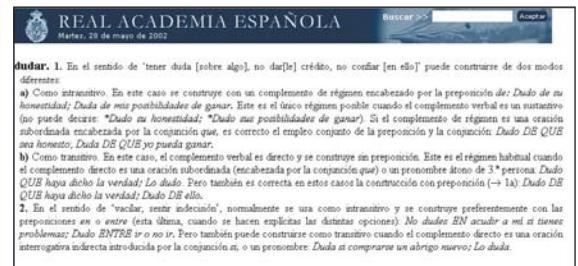 REAL ACADEMIA ESPAÑOLA
Buscar >>
Aceptar
Martes, 28 de mayo de 2002
dudar. 1. En el sentido de ‘tener duda [sobre algo], no dar[le] crédito, no confiar [en ello]’ puede construirse de dos modos
diferentes:
a) Como intransitivo. En este caso se construye con un complemento de régimen encabezado por la preposición de: Dudo de su
honestidad; Duda de mis posibilidades de ganar. Este es el único régimen posible cuando el complemento verbal es un sustantivo
(no puede decirse: *Dudo su honestidad; *Dudo sus posibilidades de ganar). Si el complemento de régimen es una oración
subordinada encabezada por la conjunción que, es correcto el empleo conjunto de la preposición y la conjunción: Dudo DE QUE
sea honesto; Duda DE QUE yo pueda ganar.
b) Como transitivo. En este caso, el complemento verbal es directo y se construye sin preposición. Este es el régimen habitual cuando
el complemento directo es una oración subordinada (encabezada por la conjunción que) o un pronombre átono de 3.ª persona: Dudo
QUE haya dicho la verdad; Lo dudo. Pero también es correcta en estos casos la construcción con preposición (→ 1a): Dudo DE
QUE haya dicho la verdad; Dudo DE ello.
2. En el sentido de ‘vacilar, sentir indecisión’, normalmente se usa como intransitivo y se construye preferentemente con las
preposiciones en o entre (esta última, cuando se hacen explícitas las distintas opciones): No dudes EN acudir a mí si tienes
problemas; Dudo ENTRE ir o no ir. Pero también puede construirse como transitivo cuando el complemento directo es una oración
interrogativa indirecta introducida por la conjunción si, o un pronombre: Duda si comprarse un abrigo nuevo; Lo duda.